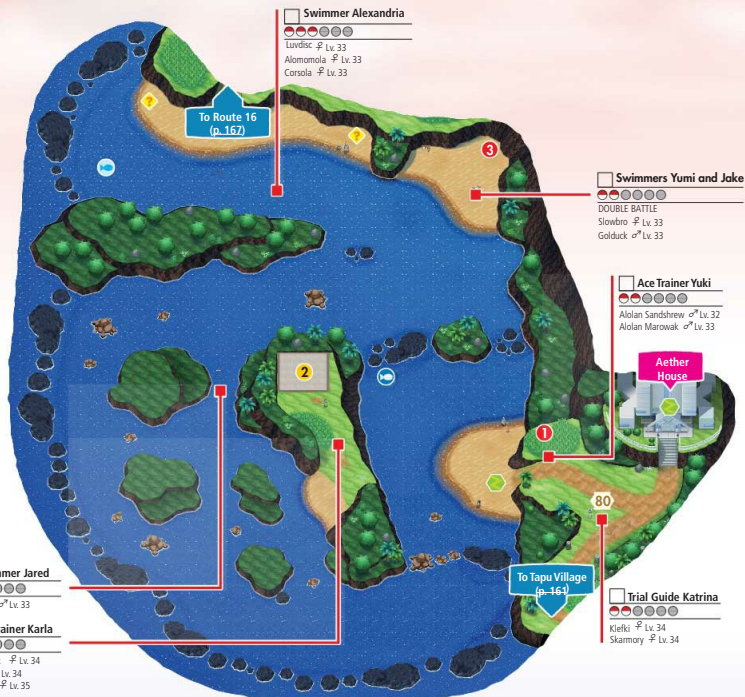 Swimmer Alexandria
Luvdisc ♀ Lv. 33
Alomomola ♀ Lv. 33
Corsola ♀ Lv. 33
?
To Route 16
(p. 167)
?
3
Swimmers Yumi and Jake
DOUBLE BATTLE
Slowbro ♀ Lv. 33
Golduck ♂ Lv. 33
Ace Trainer Yuki
Alolan Sandshrew ♂ Lv. 32
Alolan Marowak ♂ Lv. 33
Aether
House
2
1
80
To Tapu Village
(p. 161)
Trial Guide Katrina
Klefki ♀ Lv. 34
Skarmory ♀ Lv. 34
mer Jared
♂ Lv. 33
ainer Karla
♀ Lv. 34
Lv. 34
♀ Lv. 35